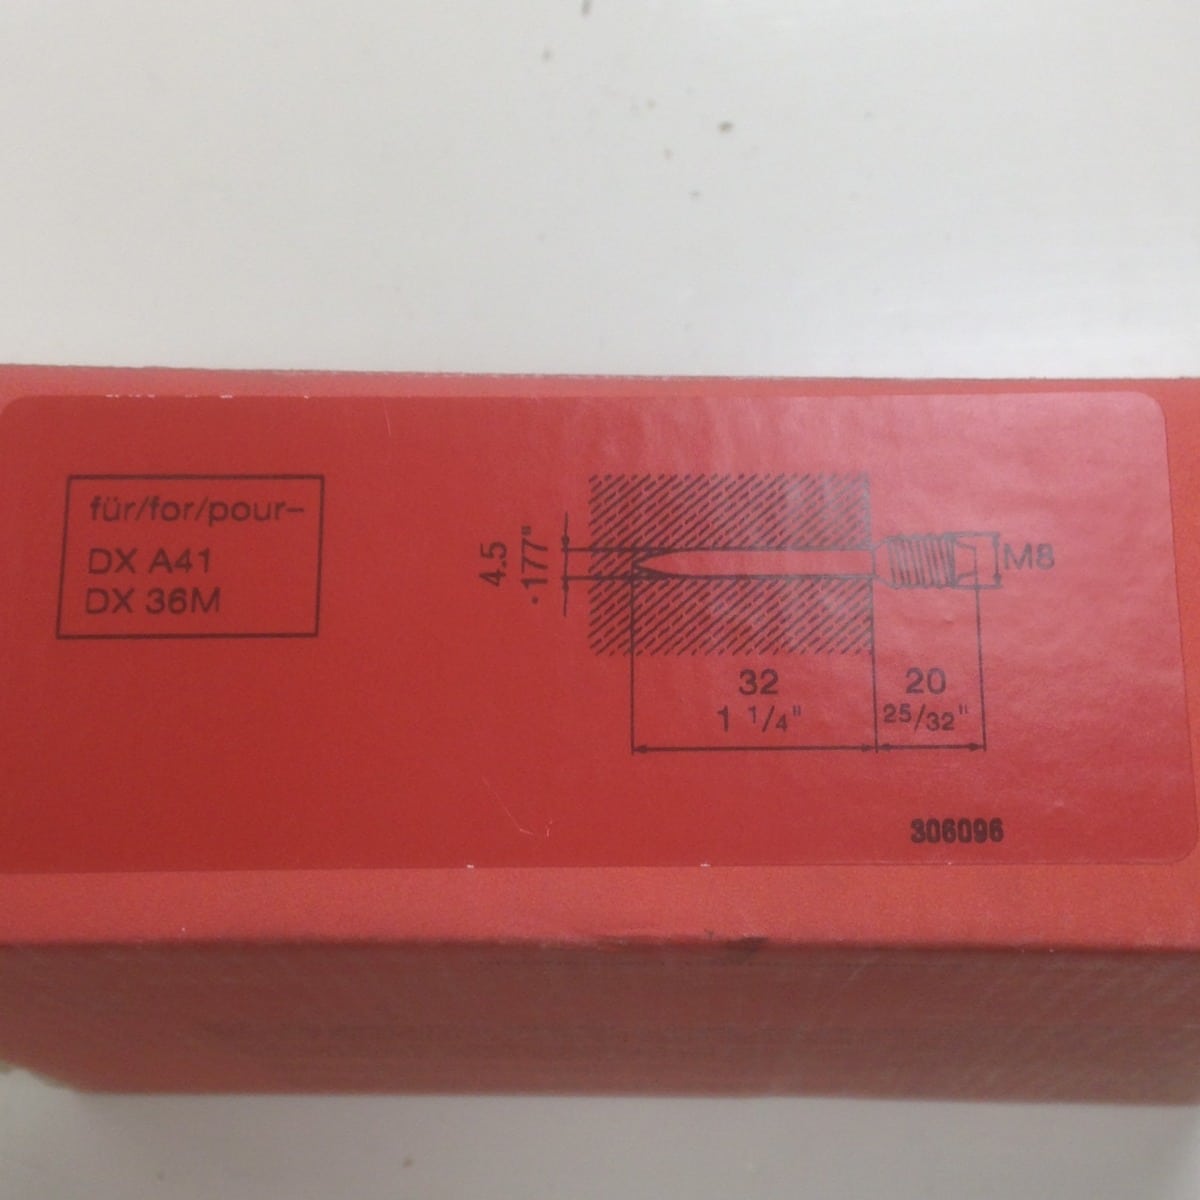 für/for/pour–
DX A41
DX 36M
4.5
.177"
M8
32
1 1/4"
20
25/32"
306096